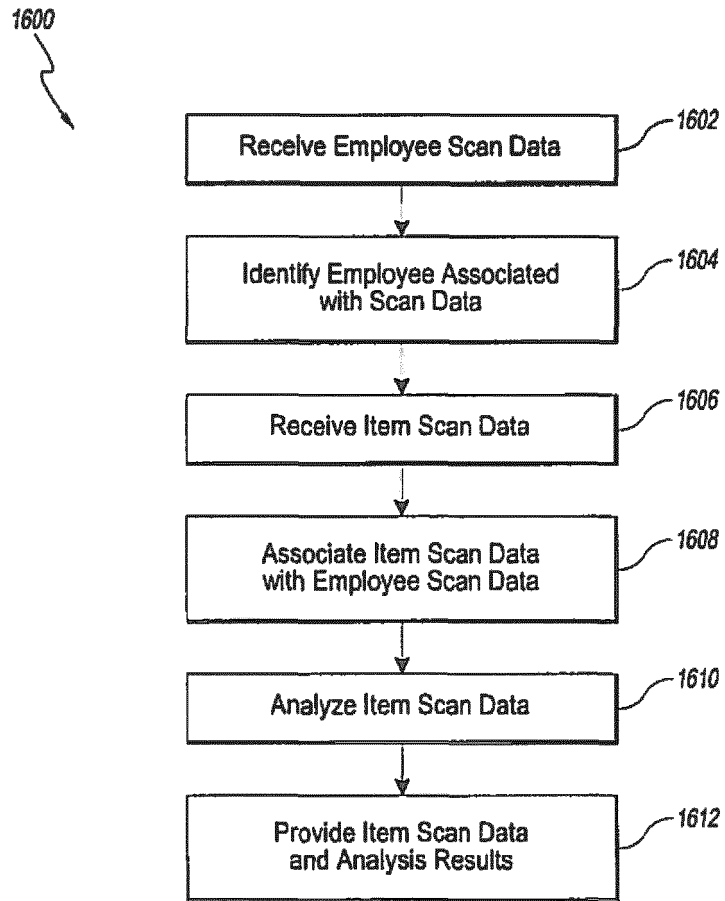 1600
Receive Employee Scan Data
1602
Identify Employee Associated
with Scan Data
1604
Receive Item Scan Data
1606
Associate Item Scan Data
with Employee Scan Data
1608
Analyze Item Scan Data
1610
Provide Item Scan Data
and Analysis Results
1612